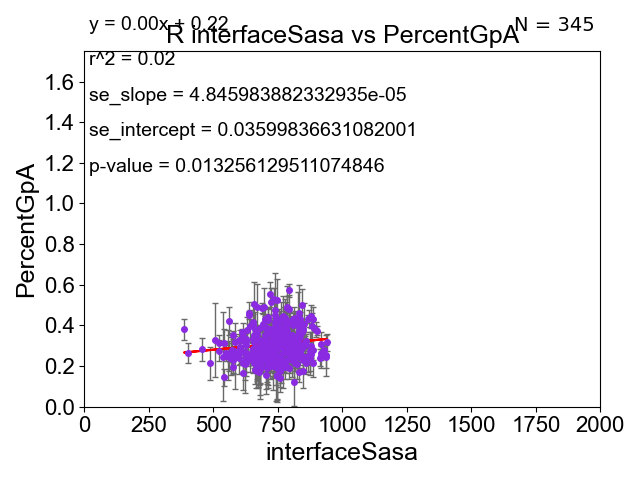 y = 0.00x + 0.22
N = 345
R interfaceSasa vs PercentGpA
r^2 = 0.02
se_slope = 4.845983882332935e-05
se_intercept = 0.03599836631082001
p-value = 0.013256129511074846
PercentGpA
1.6
1.4
1.2
1.0
0.8
0.6
0.4
0.2
0.0
0 250 500 750 1000 1250 1500 1750 2000
interfaceSasa